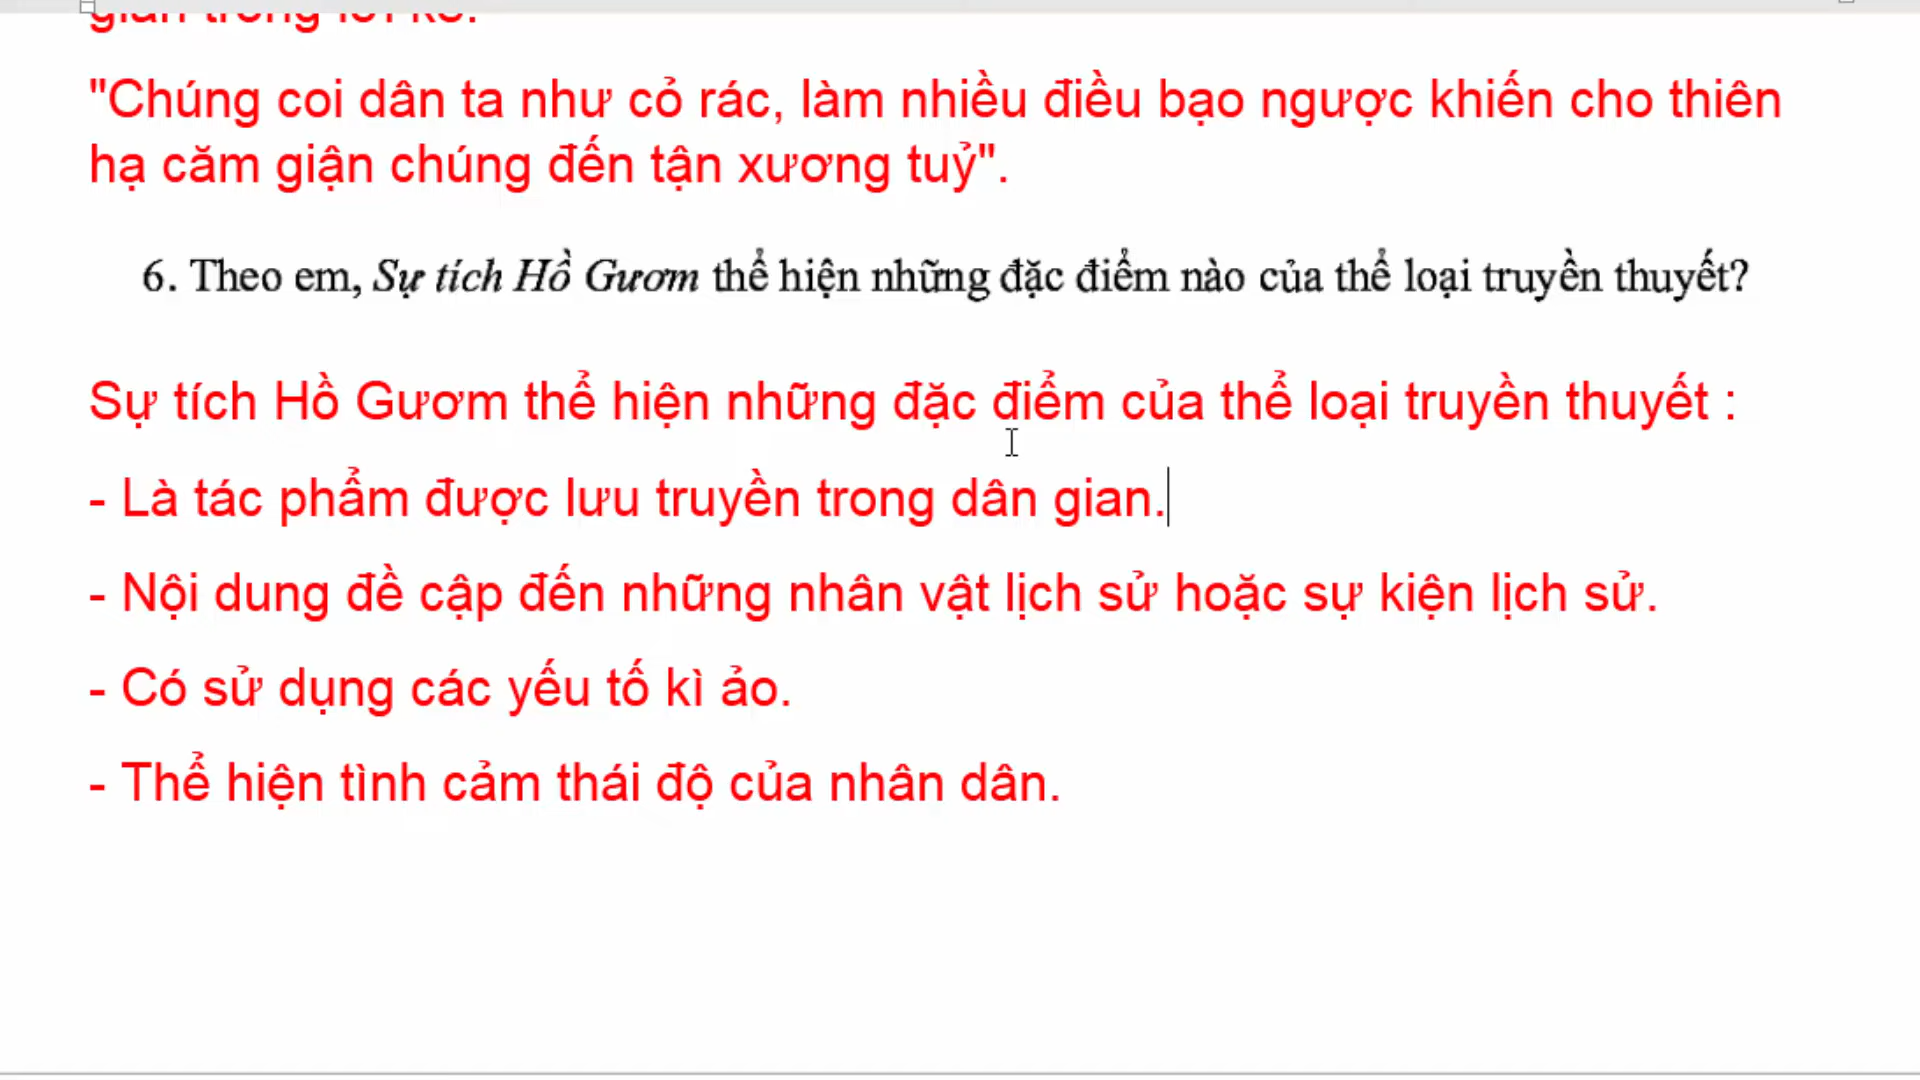 gian trong lời kể.
"Chúng coi dân ta như cỏ rác, làm nhiều điều bạo ngược khiến cho thiên
hạ căm giận chúng đến tận xương tuỷ".
6. Theo em, Sự tích Hồ Gươm thể hiện những đặc điểm nào của thể loại truyền thuyết?
Sự tích Hồ Gươm thể hiện những đặc điểm của thể loại truyền thuyết :
- Là tác phẩm được lưu truyền trong dân gian.
- Nội dung đề cập đến những nhân vật lịch sử hoặc sự kiện lịch sử.
- Có sử dụng các yếu tố kì ảo.
- Thể hiện tình cảm thái độ của nhân dân.